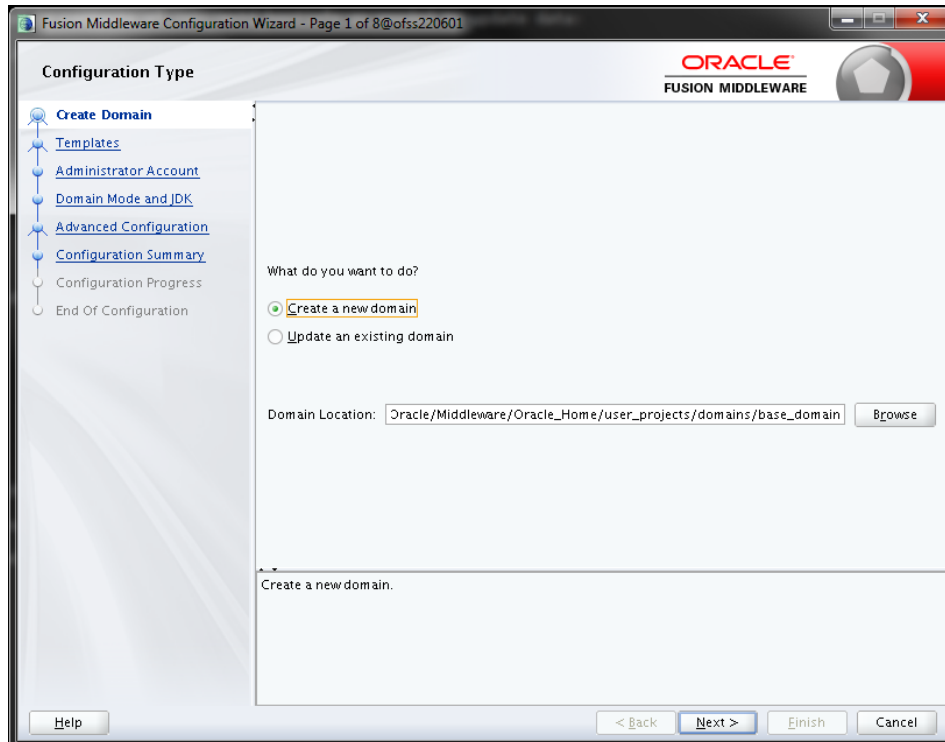 Fusion Middleware Configuration Wizard - Page 1 of 8@ofss220601
Configuration Type
ORACLE
FUSION MIDDLEWARE
Create Domain
Templates
Administrator Account
Domain Mode and JDK
Advanced Configuration
Configuration Summary
Configuration Progress
End Of Configuration
What do you want to do?
Create a new domain
Update an existing domain
Domain Location: Oracle/Middleware/Oracle_Home/user_projects/domains/base_domain Browse
Create a new domain.
Help < Back Next > Finish Cancel